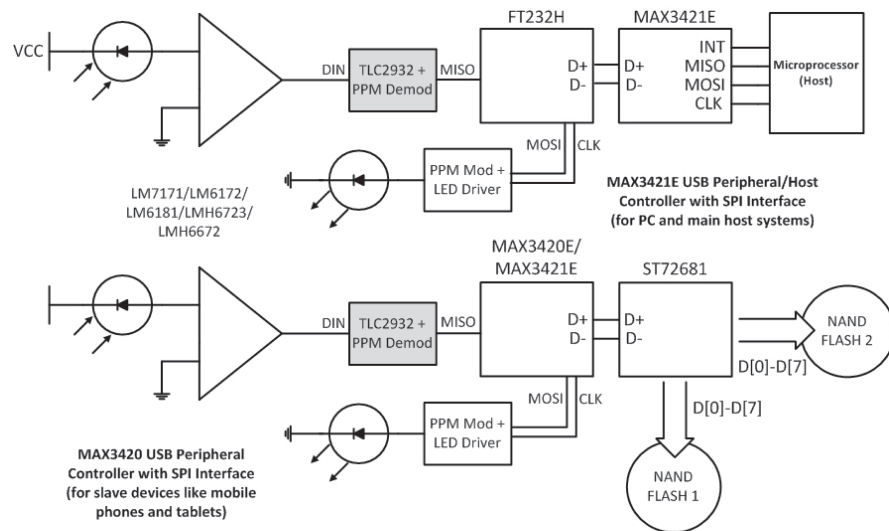 FT232H
MAX3421E
VCC
DIN
TLC2932 +
PPM Demod
MISO
D+
D-
D+
D-
INT
MISO
MOSI
CLK
Microprocessor
(Host)
MOSI
CLK
PPM Mod +
LED Driver
LM7171/LM6172/
LM6181/LMH6723/
LMH6672
MAX3421E USB Peripheral/Host
Controller with SPI Interface
(for PC and main host systems)
MAX3420E/
MAX3421E
ST72681
DIN
TLC2932 +
PPM Demod
MISO
D+
D-
D+
D-
NAND
FLASH 2
D[0]-D[7]
MOSI
CLK
D[0]-D[7]
PPM Mod +
LED Driver
MAX3420 USB Peripheral
Controller with SPI Interface
(for slave devices like mobile
phones and tablets)
NAND
FLASH 1